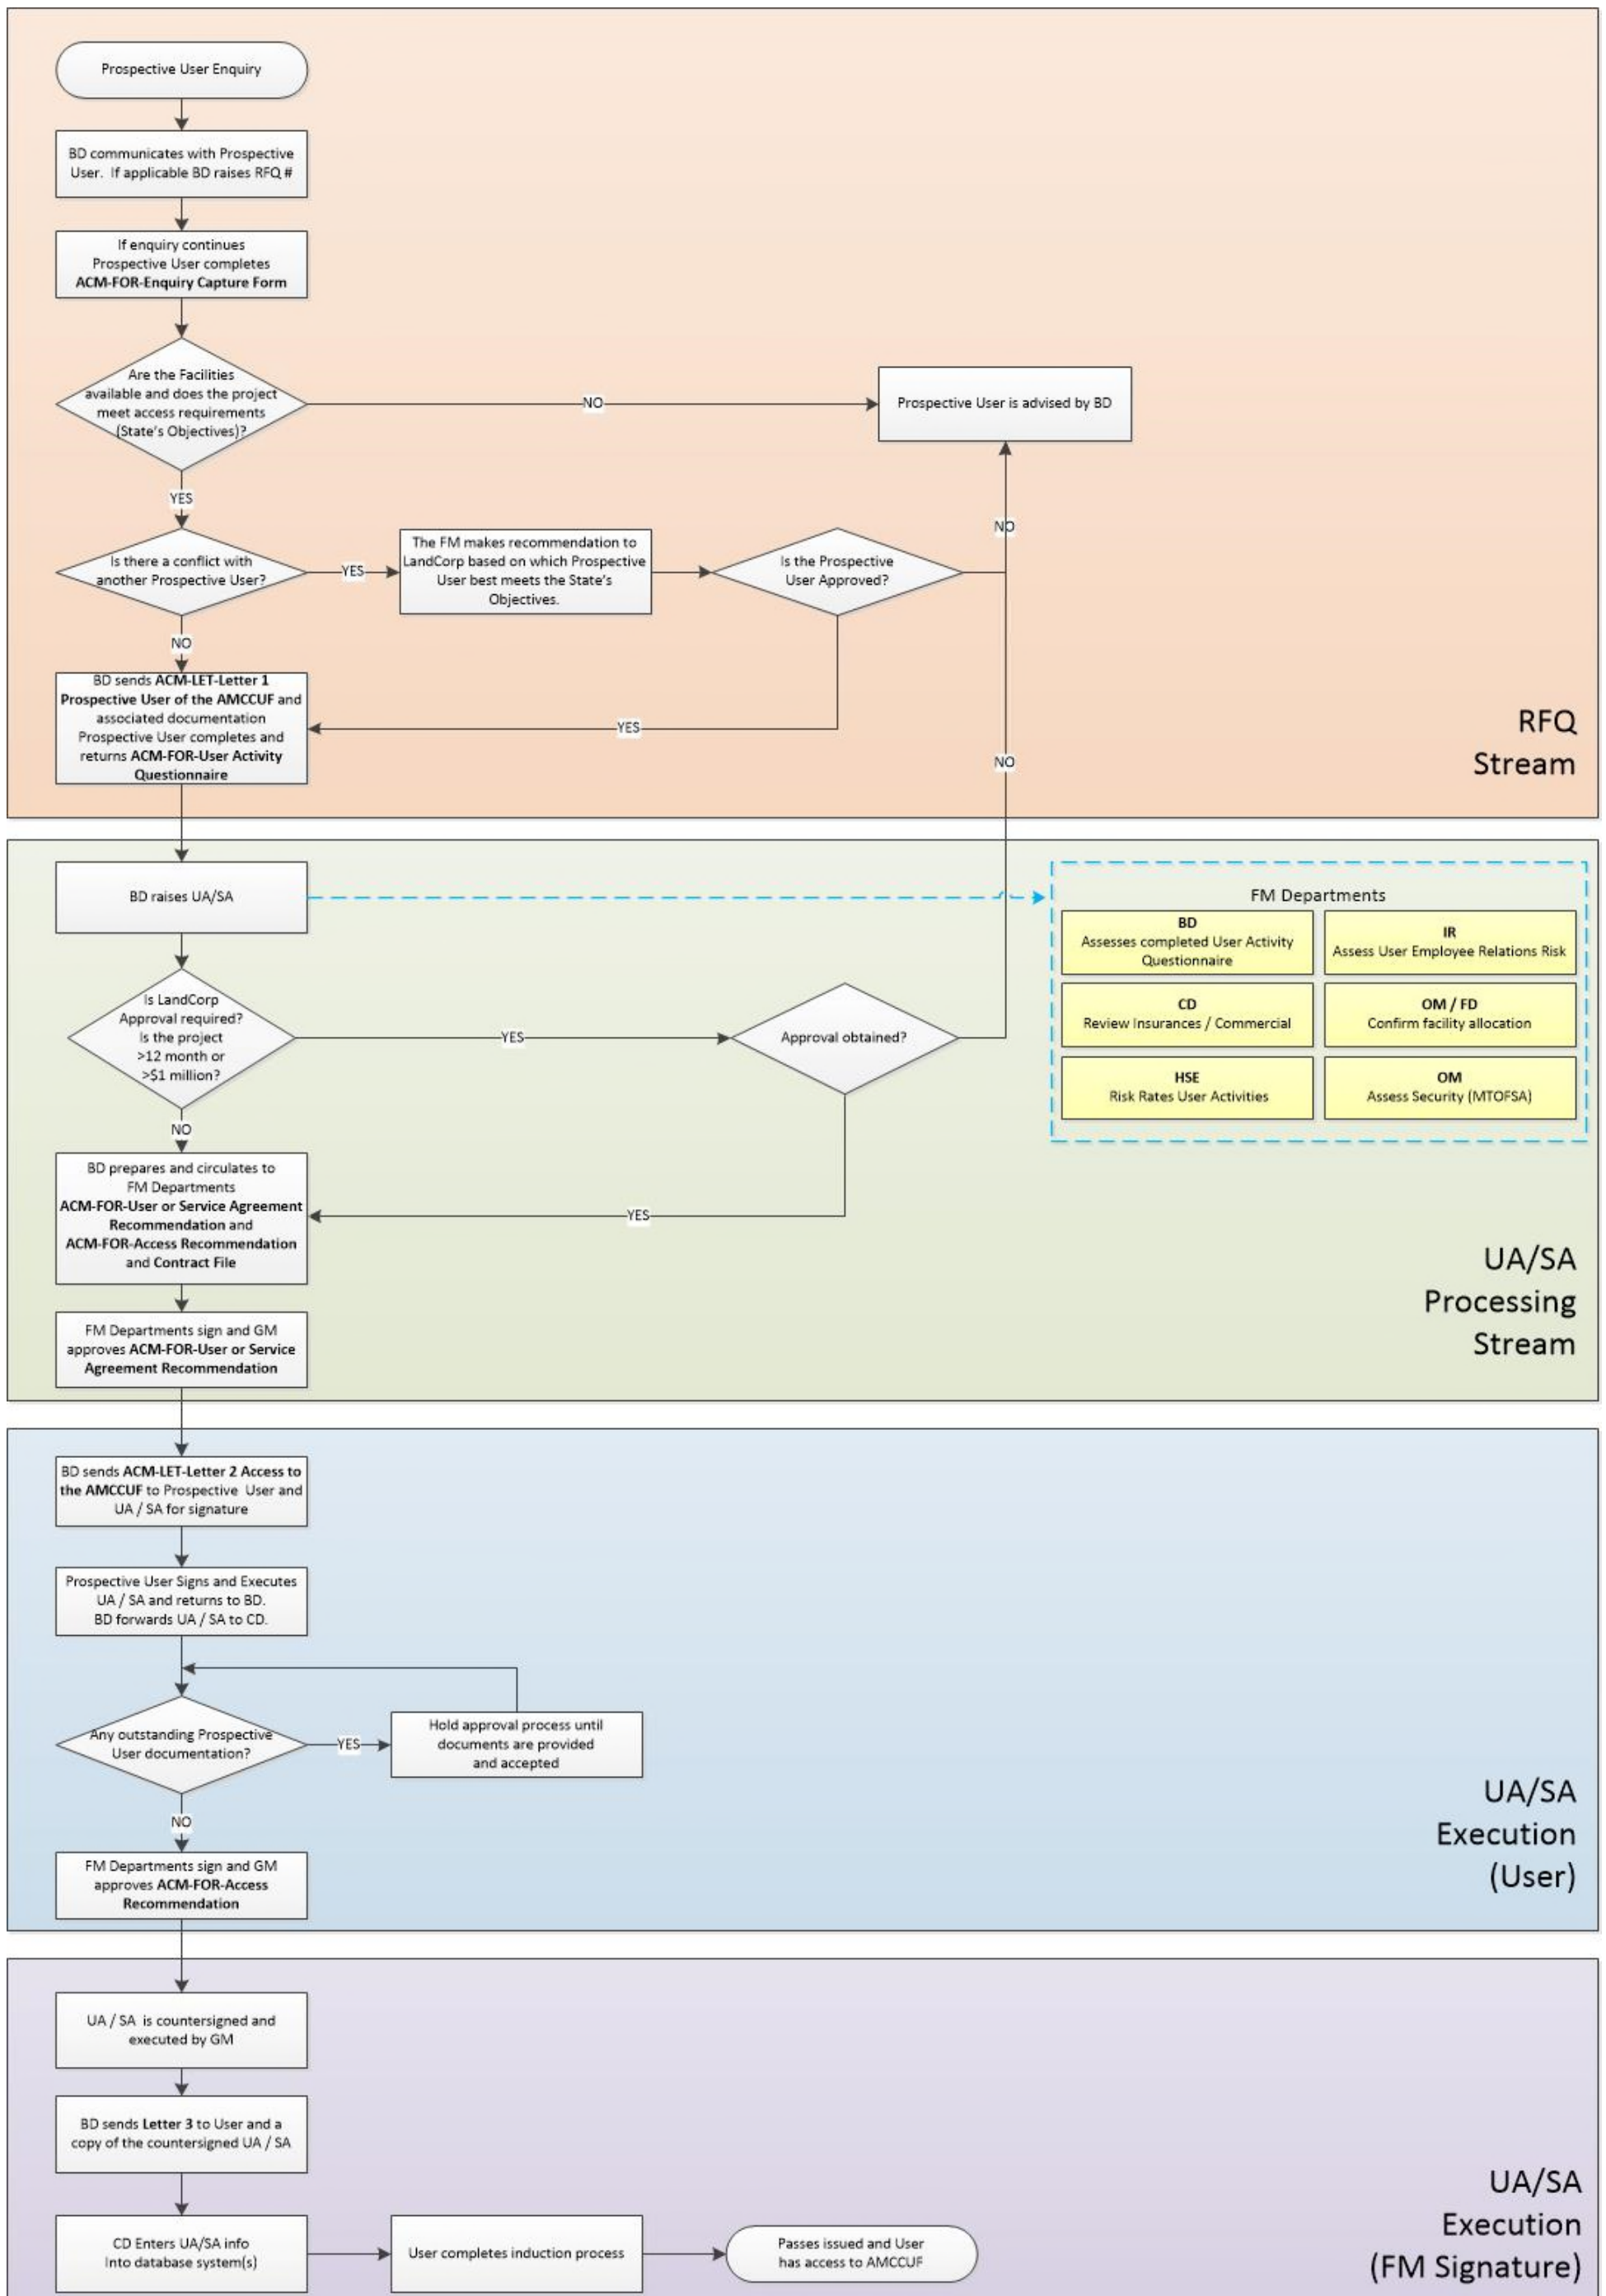 Prospective User Enquiry
BD communicates with Prospective
User.  If applicable BD raises RFQ #
If enquiry continues
Prospective User completes
ACM-FOR-Enquiry Capture Form
Are the Facilities
available and does the project
meet access requirements
(State's Objectives)?
NO
Prospective User is advised by BD
YES
NO
Is there a conflict with
another Prospective User?
YES
The FM makes recommendation to
LandCorp based on which Prospective
User best meets the State's
Objectives.
Is the Prospective
User Approved?
NO
BD sends ACM-LET-Letter 1
Prospective User of the AMCCUF and
associated documentation
Prospective User completes and
returns ACM-FOR-User Activity
Questionnaire
YES
NO
RFQ
Stream
BD raises UA/SA
FM Departments
BD
Assesses completed User Activity
Questionnaire
IR
Assess User Employee Relations Risk
CD
Review Insurances / Commercial
OM / FD
Confirm facility allocation
HSE
Risk Rates User Activities
OM
Assess Security (MTOFSA)
Is LandCorp
Approval required?
Is the project
>12 month or
>$1 million?
YES
Approval obtained?
NO
BD prepares and circulates to
FM Departments
ACM-FOR-User or Service Agreement
Recommendation and
ACM-FOR-Access Recommendation
and Contract File
YES
FM Departments sign and GM
approves ACM-FOR-User or Service
Agreement Recommendation
UA/SA
Processing
Stream
BD sends ACM-LET-Letter 2 Access to
the AMCCUF to Prospective  User and
UA / SA for signature
Prospective User Signs and Executes
UA / SA and returns to BD.
BD forwards UA / SA to CD.
Any outstanding Prospective
User documentation?
YES
Hold approval process until
documents are provided
and accepted
NO
FM Departments sign and GM
approves ACM-FOR-Access
Recommendation
UA/SA
Execution
(User)
UA / SA  is countersigned and
executed by GM
BD sends Letter 3 to User and a
copy of the countersigned UA / SA
CD Enters UA/SA info
Into database system(s)
User completes induction process
Passes issued and User
has access to AMCCUF
UA/SA
Execution
(FM Signature)